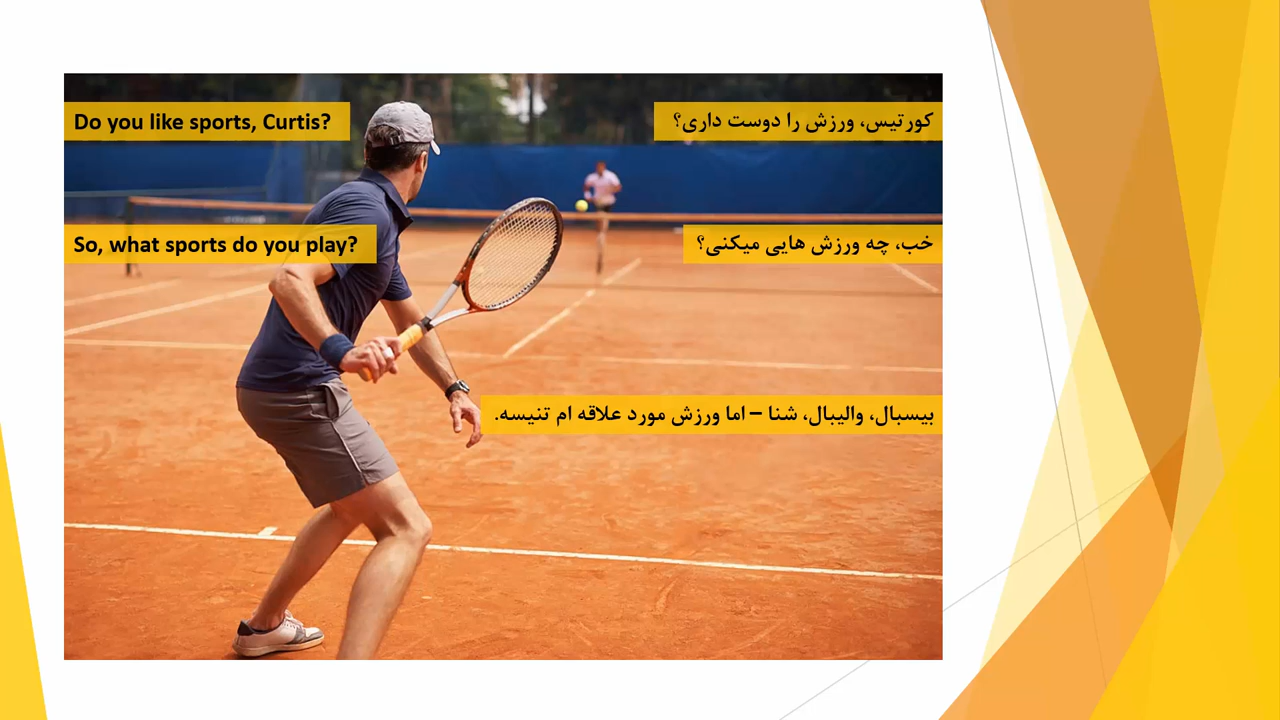 Do you like sports, Curtis?
کورتیس، ورزش را دوست داری؟
So, what sports do you play?
خب، چه ورزش هایی میکنی؟
بیسبال، والیبال، شنا – اما ورزش مورد علاقه ام تنیسه.